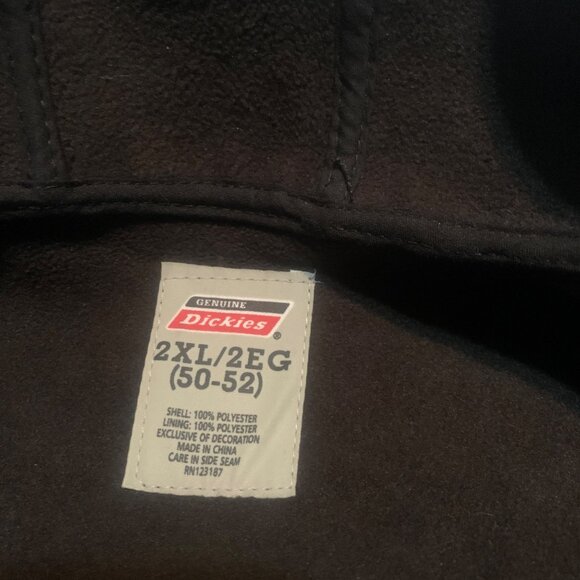 GENUINE
Dickies®
2XL/2EG
(50-52)
SHELL: 100% POLYESTER
LINING: 100% POLYESTER
EXCLUSIVE OF DECORATION
MADE IN CHINA
CARE IN SIDE SEAM
RN123187